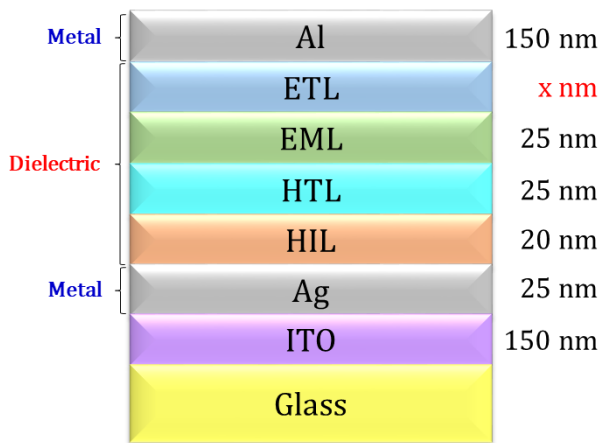 Metal Al 150 nm
ETL x nm
EML 25 nm
Dielectric HTL 25 nm
HIL 20 nm
Metal Ag 25 nm
ITO 150 nm
Glass